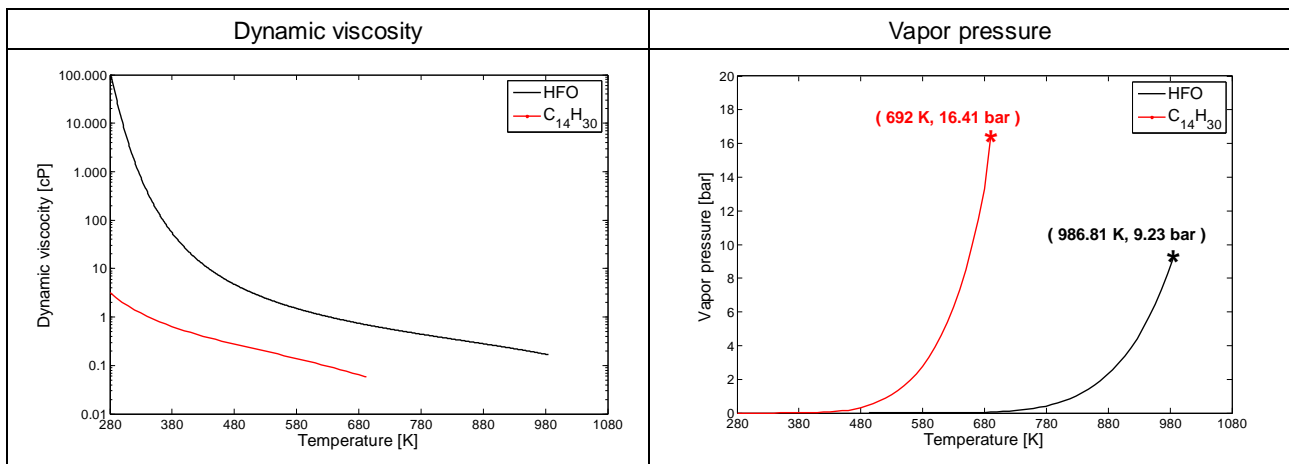 Dynamic viscosity
Vapor pressure
100.000
10.000
1.000
100
10
1
0.1
0.01
280 380 480 580 680 780 880 980 1080
Temperature [K]
Dynamic viscocity [cP]
HFO
C14H30
20
18
16
14
12
10
8
6
4
2
0
280 380 480 580 680 780 880 980 1080
Temperature [K]
Vapor pressure [bar]
HFO
C14H30
( 692 K, 16.41 bar )
( 986.81 K, 9.23 bar )